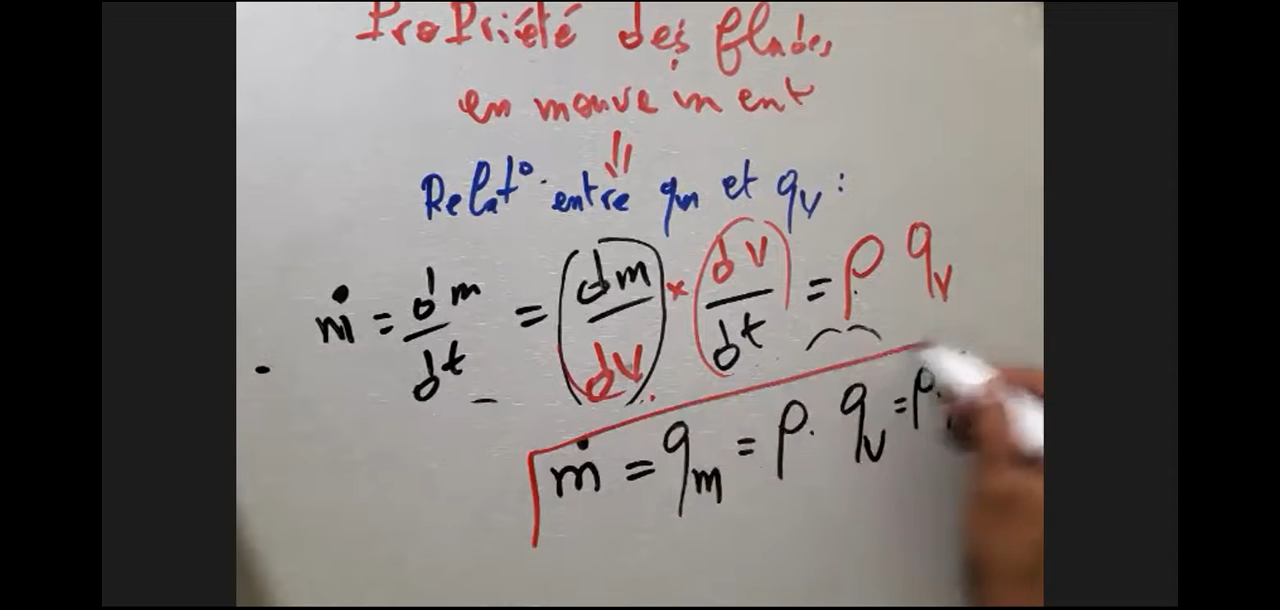 Propriété des fluides
en mouvement
⇓
Relat° entre qm et qv :
ṁ = dm/dt = (dm/dV) × (dV/dt) = ρ qv
ṁ = qm = ρ. qv = ρ.